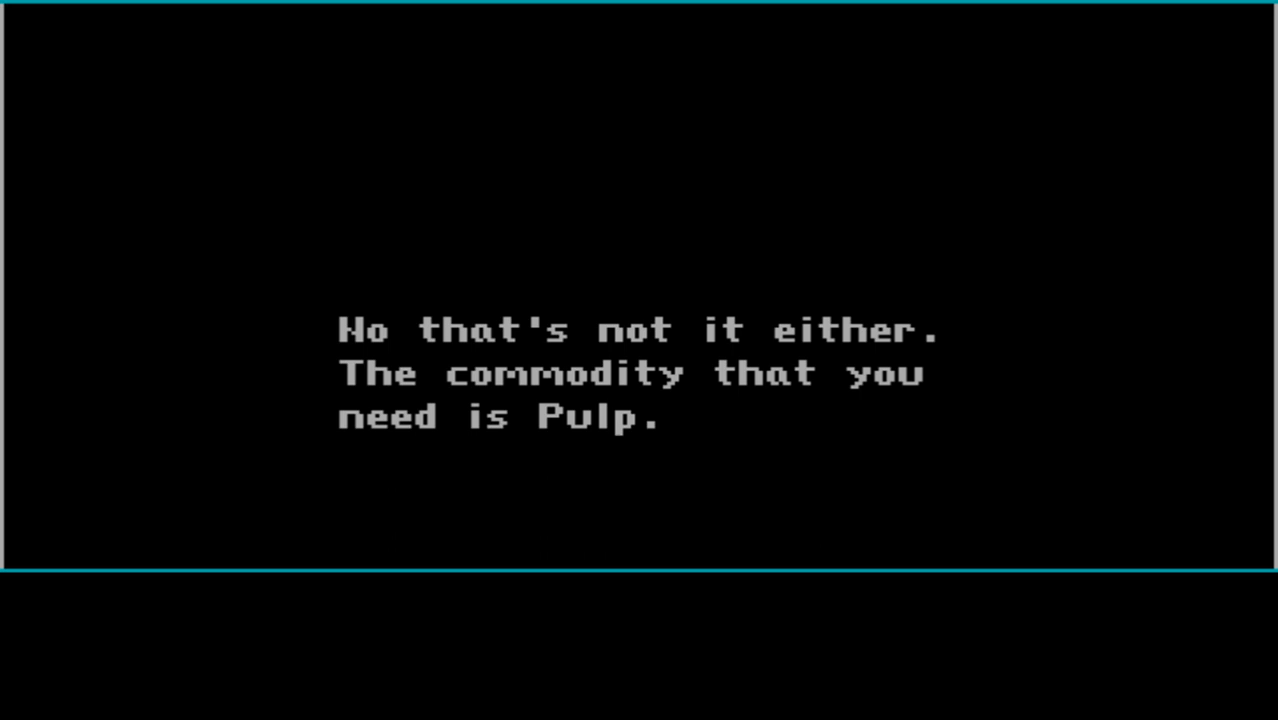 No that's not it either.
The commodity that you
need is Pulp.